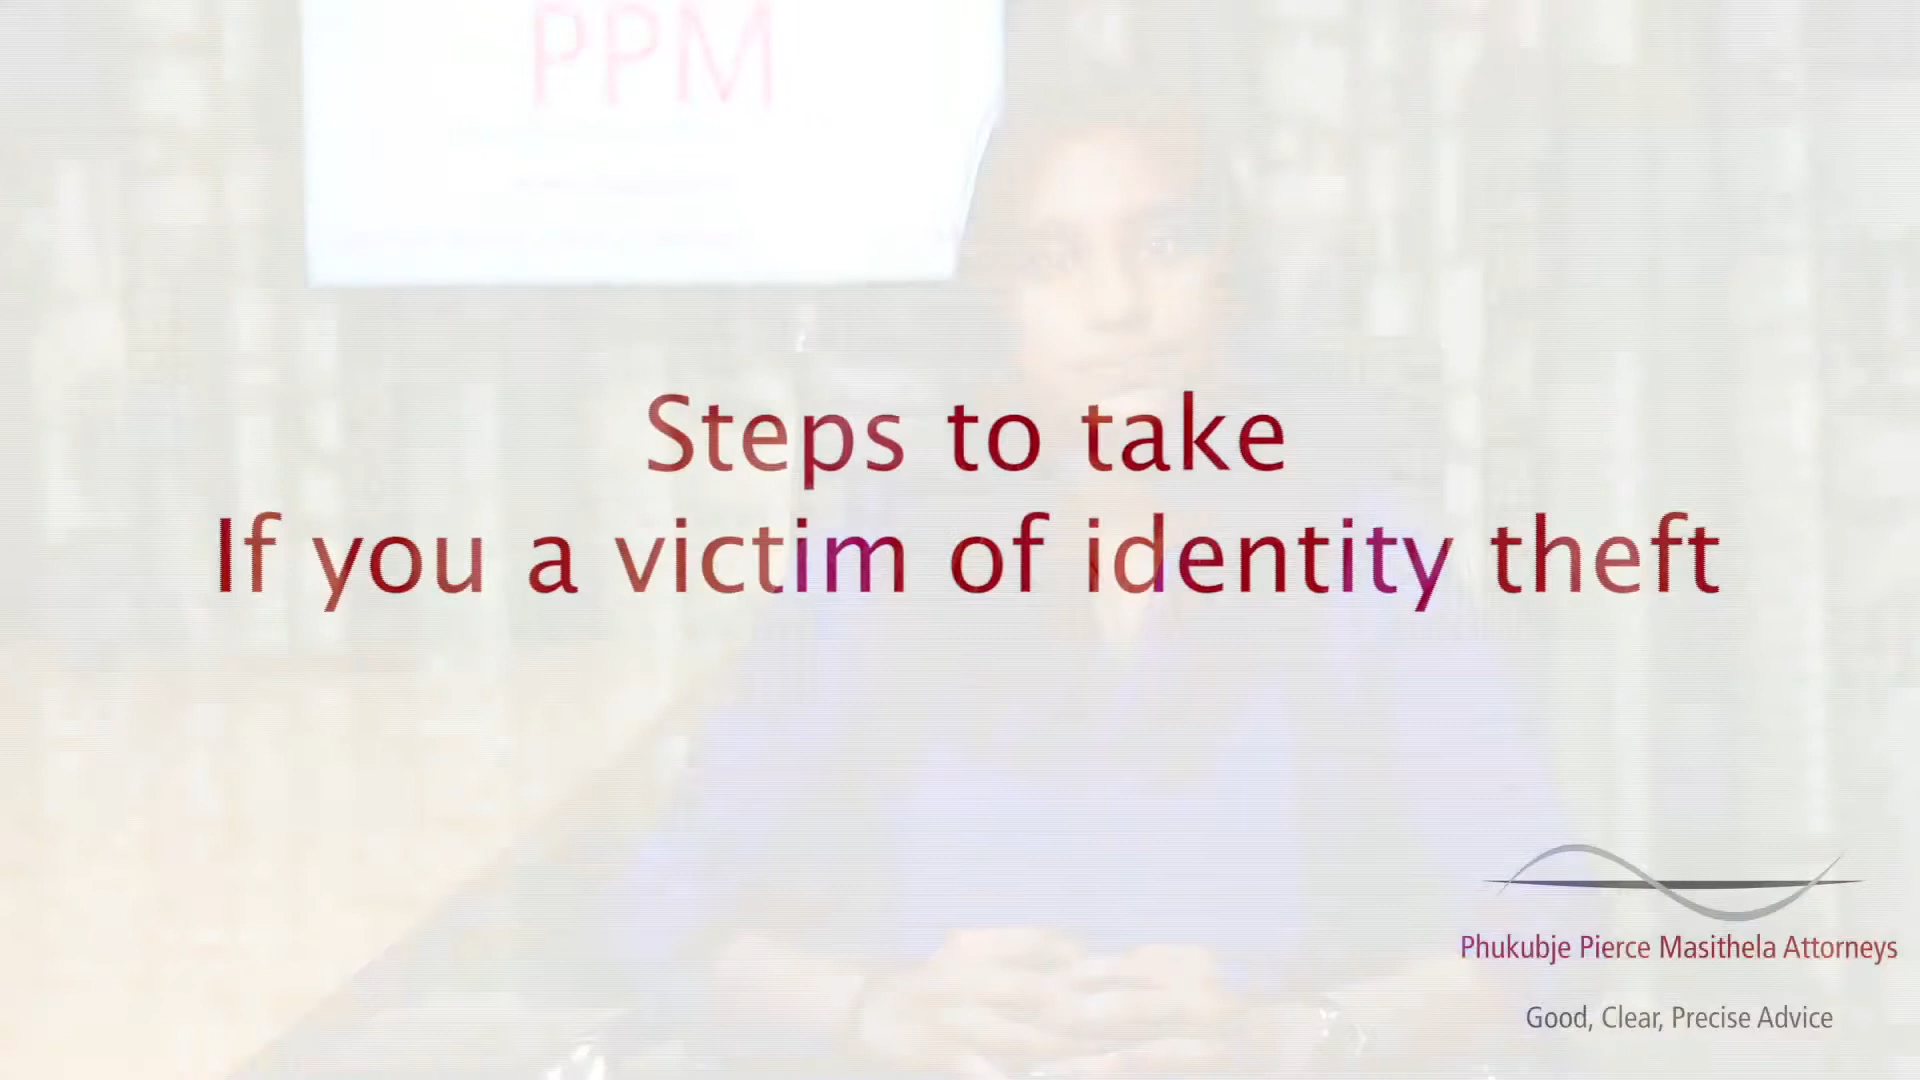 PPM
Steps to take
If you a victim of identity theft
Phukubje Pierce Masithela Attorneys
Good, Clear, Precise Advice